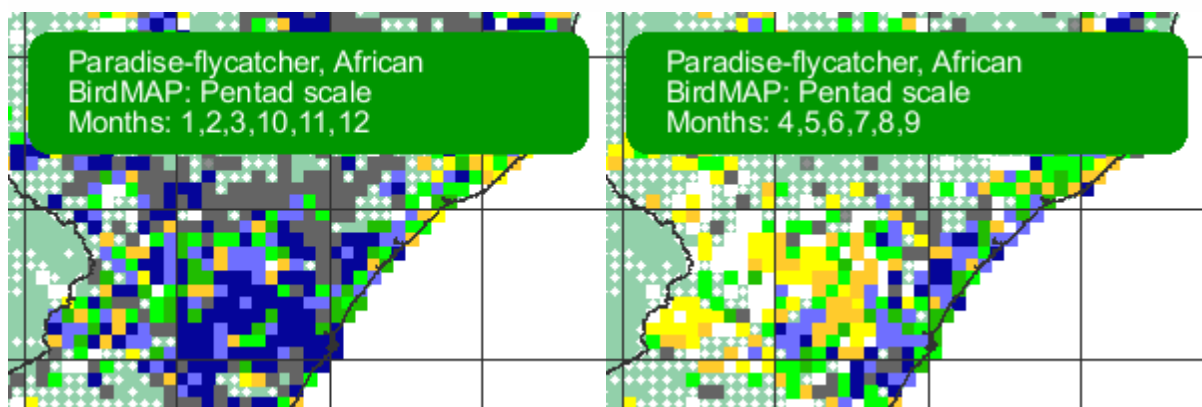 Paradise-flycatcher, African
BirdMAP: Pentad scale
Months: 1,2,3,10,11,12
Paradise-flycatcher, African
BirdMAP: Pentad scale
Months: 4,5,6,7,8,9